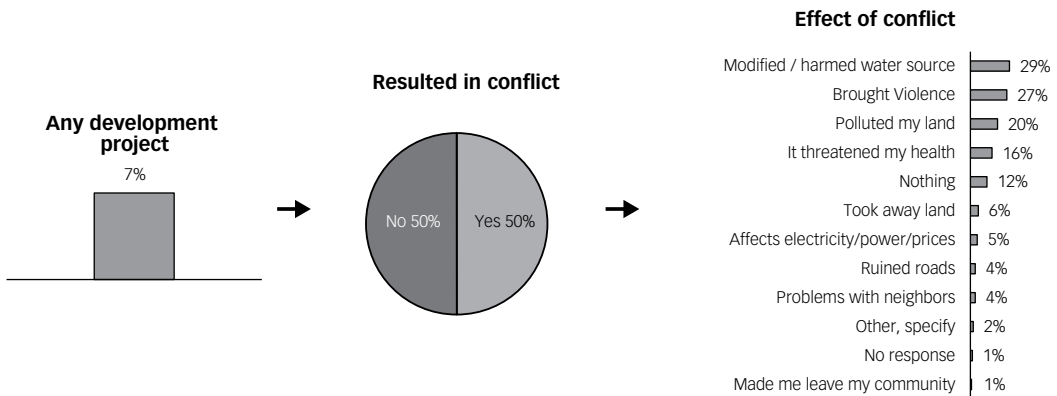 Any development
project
7%
Resulted in conflict
No 50%
Yes 50%
Effect of conflict
Modified / harmed water source 29%
Brought Violence 27%
Polluted my land 20%
It threatened my health 16%
Nothing 12%
Took away land 6%
Affects electricity/power/prices 5%
Ruined roads 4%
Problems with neighbors 4%
Other, specify 2%
No response 1%
Made me leave my community 1%